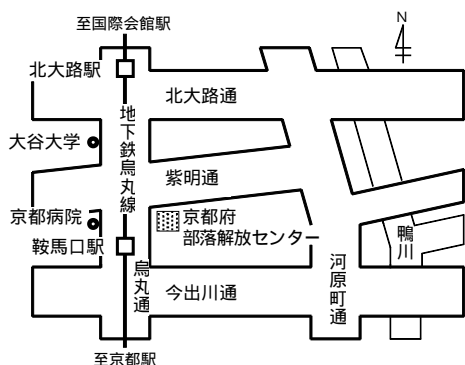 至国際会館駅
N
北大路駅
北大路通
地下鉄烏丸線
大谷大学
紫明通
京都病院
京都府
部落解放センター
鞍馬口駅
烏丸通
今出川通
河原町通
鴨川
至京都駅